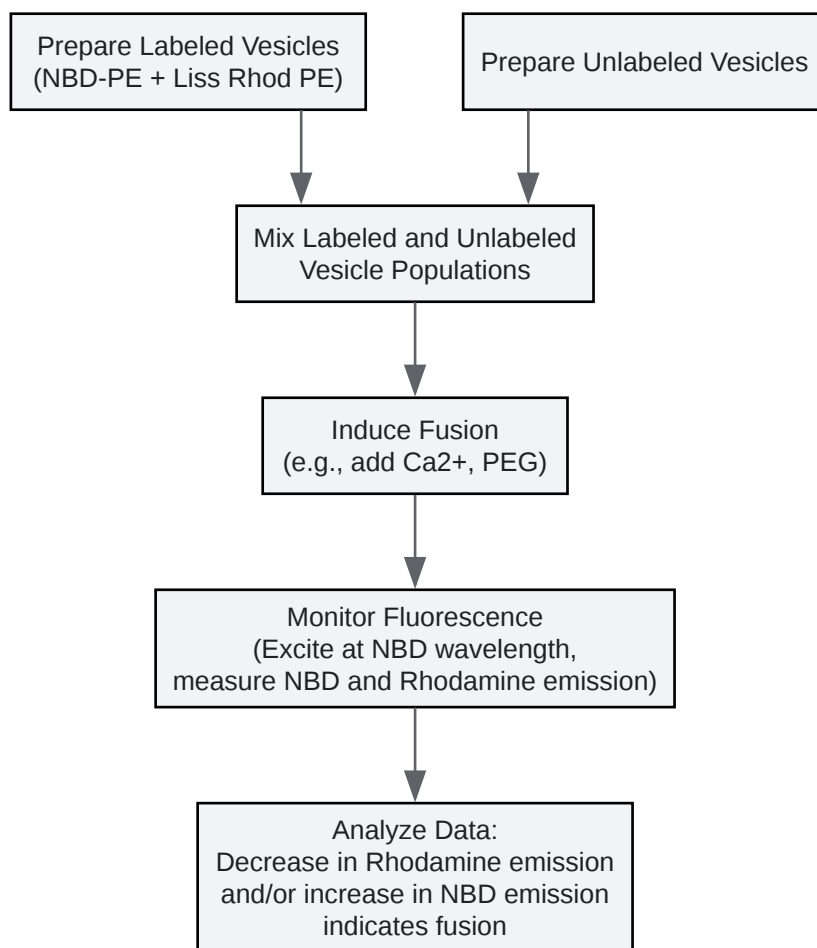 Prepare Labeled Vesicles
(NBD-PE + Liss Rhod PE)
Prepare Unlabeled Vesicles
Mix Labeled and Unlabeled
Vesicle Populations
Induce Fusion
(e.g., add Ca2+, PEG)
Monitor Fluorescence
(Excite at NBD wavelength,
measure NBD and Rhodamine emission)
Analyze Data:
Decrease in Rhodamine emission
and/or increase in NBD emission
indicates fusion